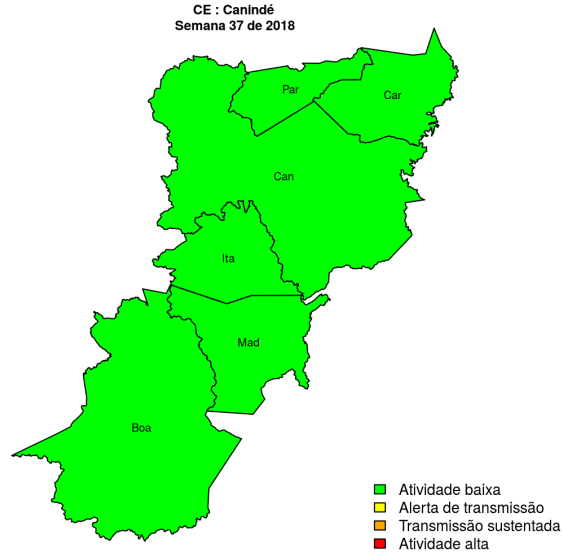 CE : Canindé
Semana 37 de 2018
Par
Car
Can
Ita
Mad
Boa
Atividade baixa
Alerta de transmissão
Transmissão sustentada
Atividade alta